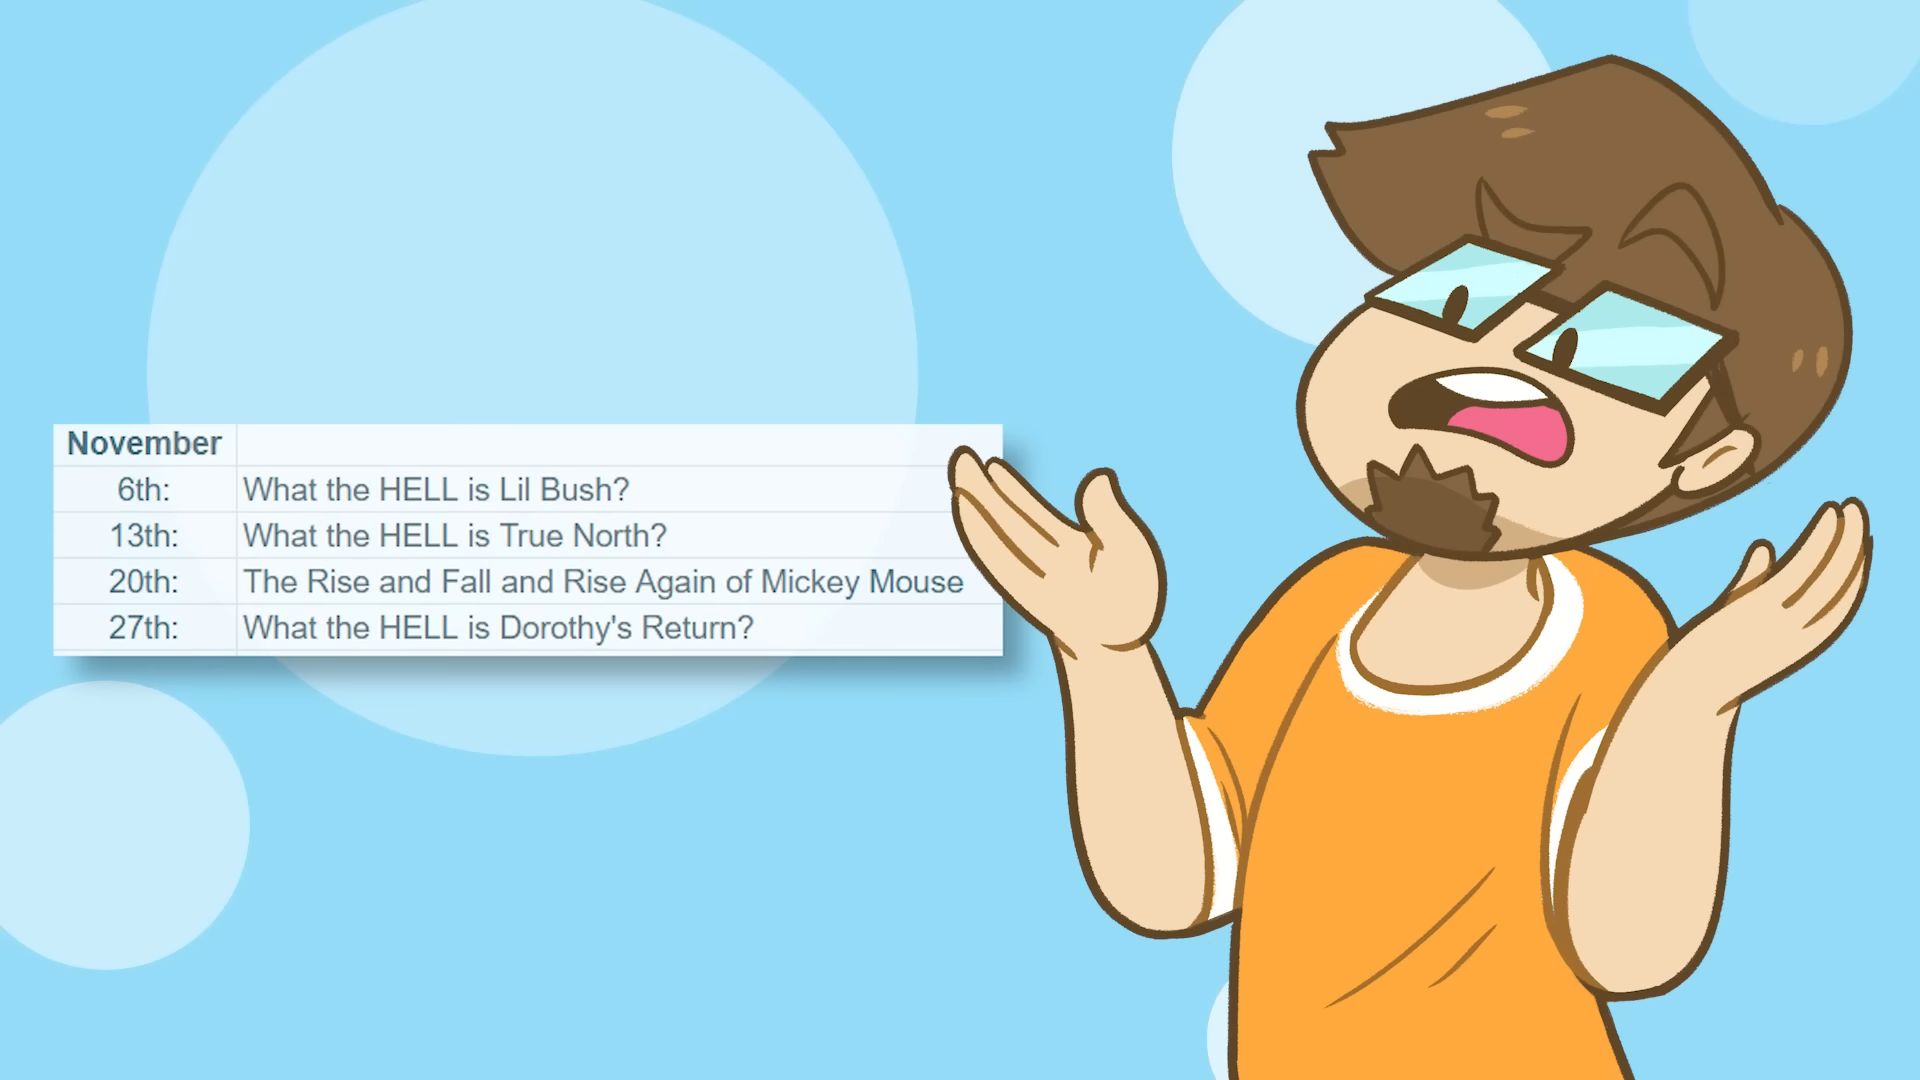 November
6th: What the HELL is Lil Bush?
13th: What the HELL is True North?
20th: The Rise and Fall and Rise Again of Mickey Mouse
27th: What the HELL is Dorothy's Return?